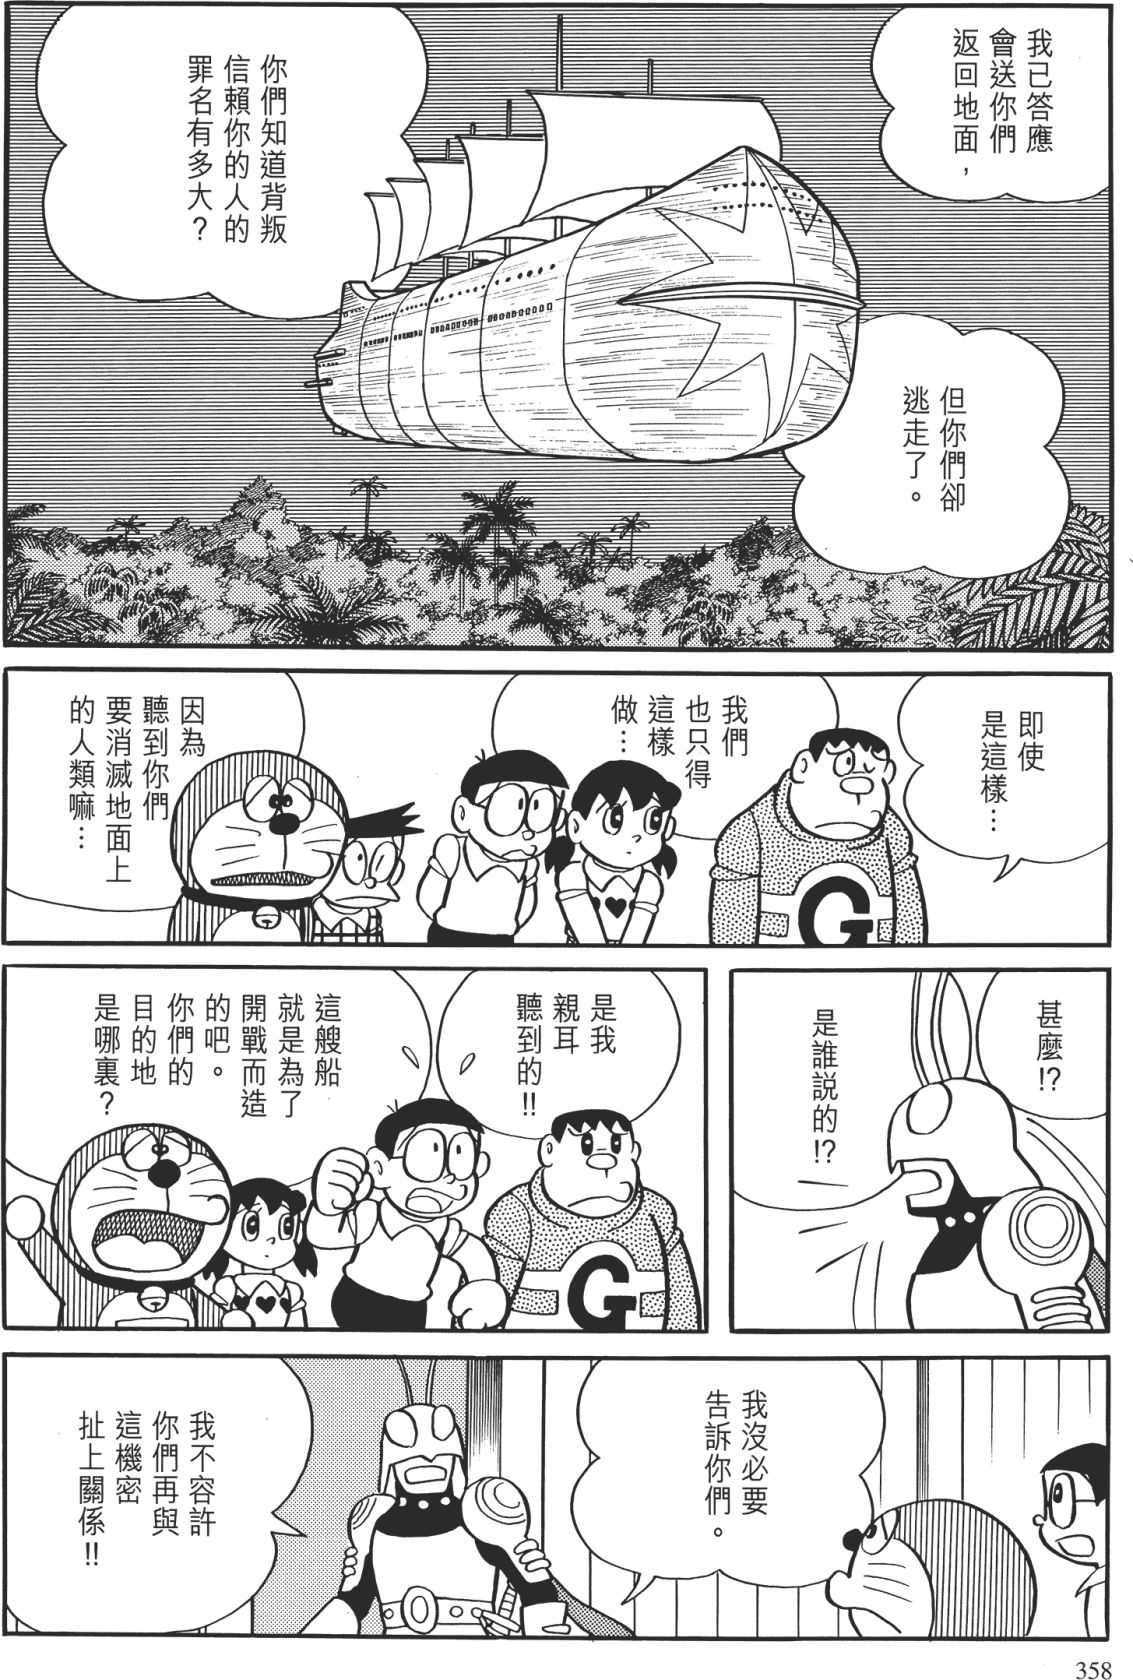 我已答應
會送你們
返回地面，
但你們卻
逃走了。
你們知道背叛
信賴你的人的
罪名有多大？
即使
是這樣…
我們
也只得
這樣
做…
因為
聽到你們
要消滅地面上
的人類嘛…
G
甚麼!?
是誰説的!?
是我
親耳
聽到的!!
這艘船
就是為了
開戰而造
的吧。
你們的
目的地
是哪裏？
G
我沒必要
告訴你們。
我不容許
你們再與
這機密
扯上關係!!
358